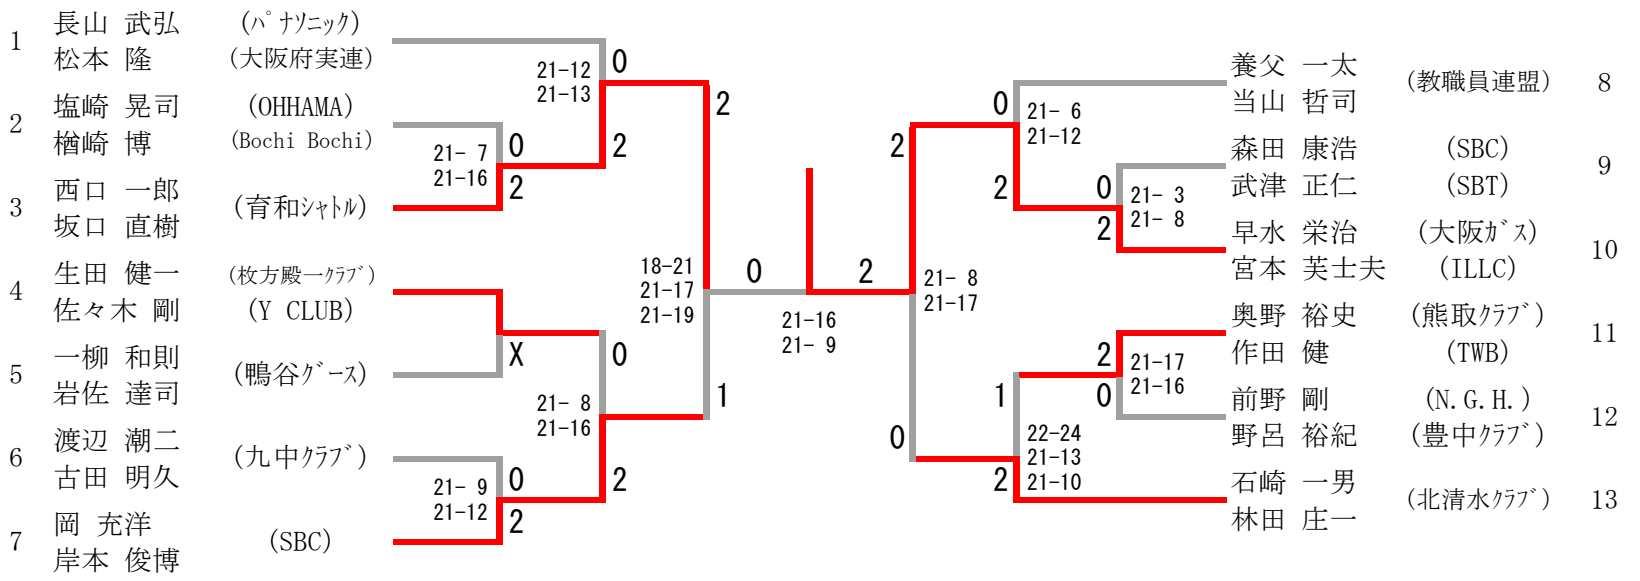 1 長山 武弘 (パナソニック)
松本 隆 (大阪府実連)
2 塩崎 晃司 (OHHAMA)
楢崎 博 (Bochi Bochi)
3 西口 一郎 (育和シャトル)
坂口 直樹
4 生田 健一 (枚方殿一クラブ)
佐々木 剛 (Y CLUB)
5 一柳 和則 (鴨谷グース)
岩佐 達司
6 渡辺 潮二 (九中クラブ)
古田 明久
7 岡 充洋 (SBC)
岸本 俊博
21-12
21-13
0
2
21- 7
21-16
0
2
X
21- 8
21-16
0
2
21- 9
21-12
0
2
2
18-21
21-17
21-19
1
0
2
21-16
21- 9
2
21- 8
21-17
0
0
21- 6
21-12
2
0
21- 3
21- 8
2
2
21-17
21-16
0
1
22-24
21-13
21-10
2
養父 一太 (教職員連盟) 8
当山 哲司
森田 康浩 (SBC) 9
武津 正仁 (SBT)
早水 栄治 (大阪ガス) 10
宮本 芙士夫 (ILLC)
奥野 裕史 (熊取クラブ) 11
作田 健 (TWB)
前野 剛 (N.G.H.) 12
野呂 裕紀 (豊中クラブ)
石崎 一男 (北清水クラブ) 13
林田 庄一